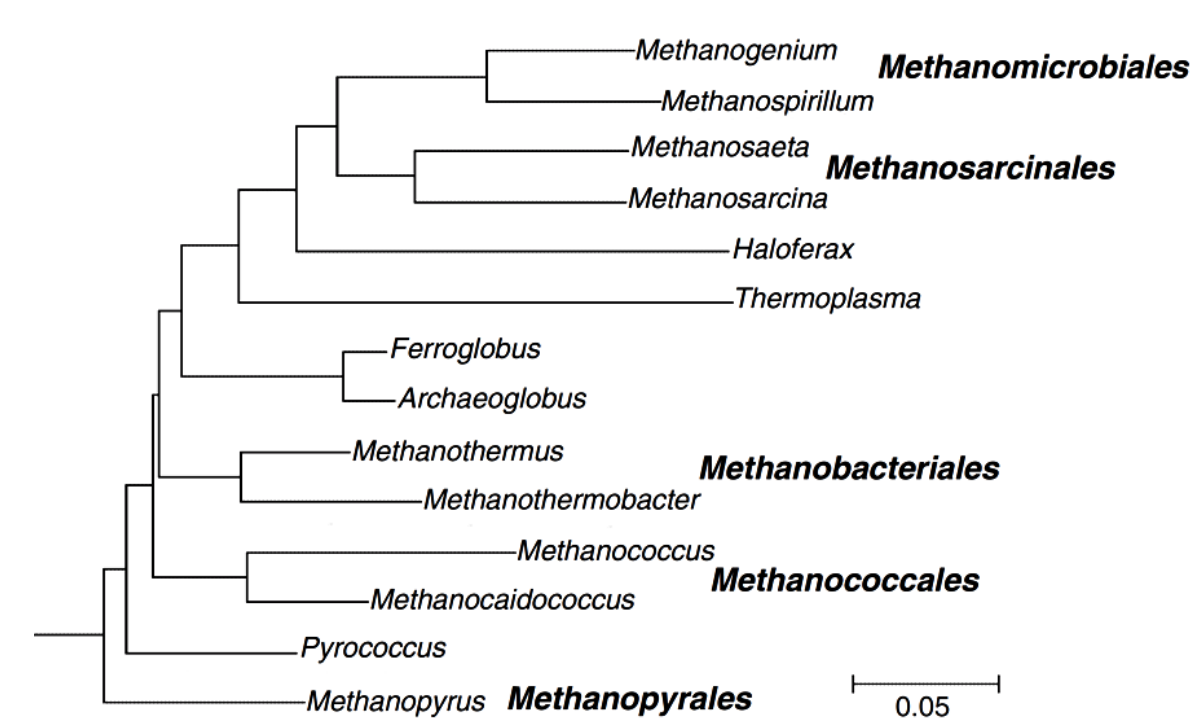 Methanogenium
Methanomicrobiales
Methanospirillum
Methanosaeta
Methanosarcinales
Methanosarcina
Haloferax
Thermoplasma
Ferroglobus
Archaeoglobus
Methanothermus
Methanobacteriales
Methanothermobacter
Methanococcus
Methanococcales
Methanocaidococcus
Pyrococcus
Methanopyrus Methanopyrales
0.05